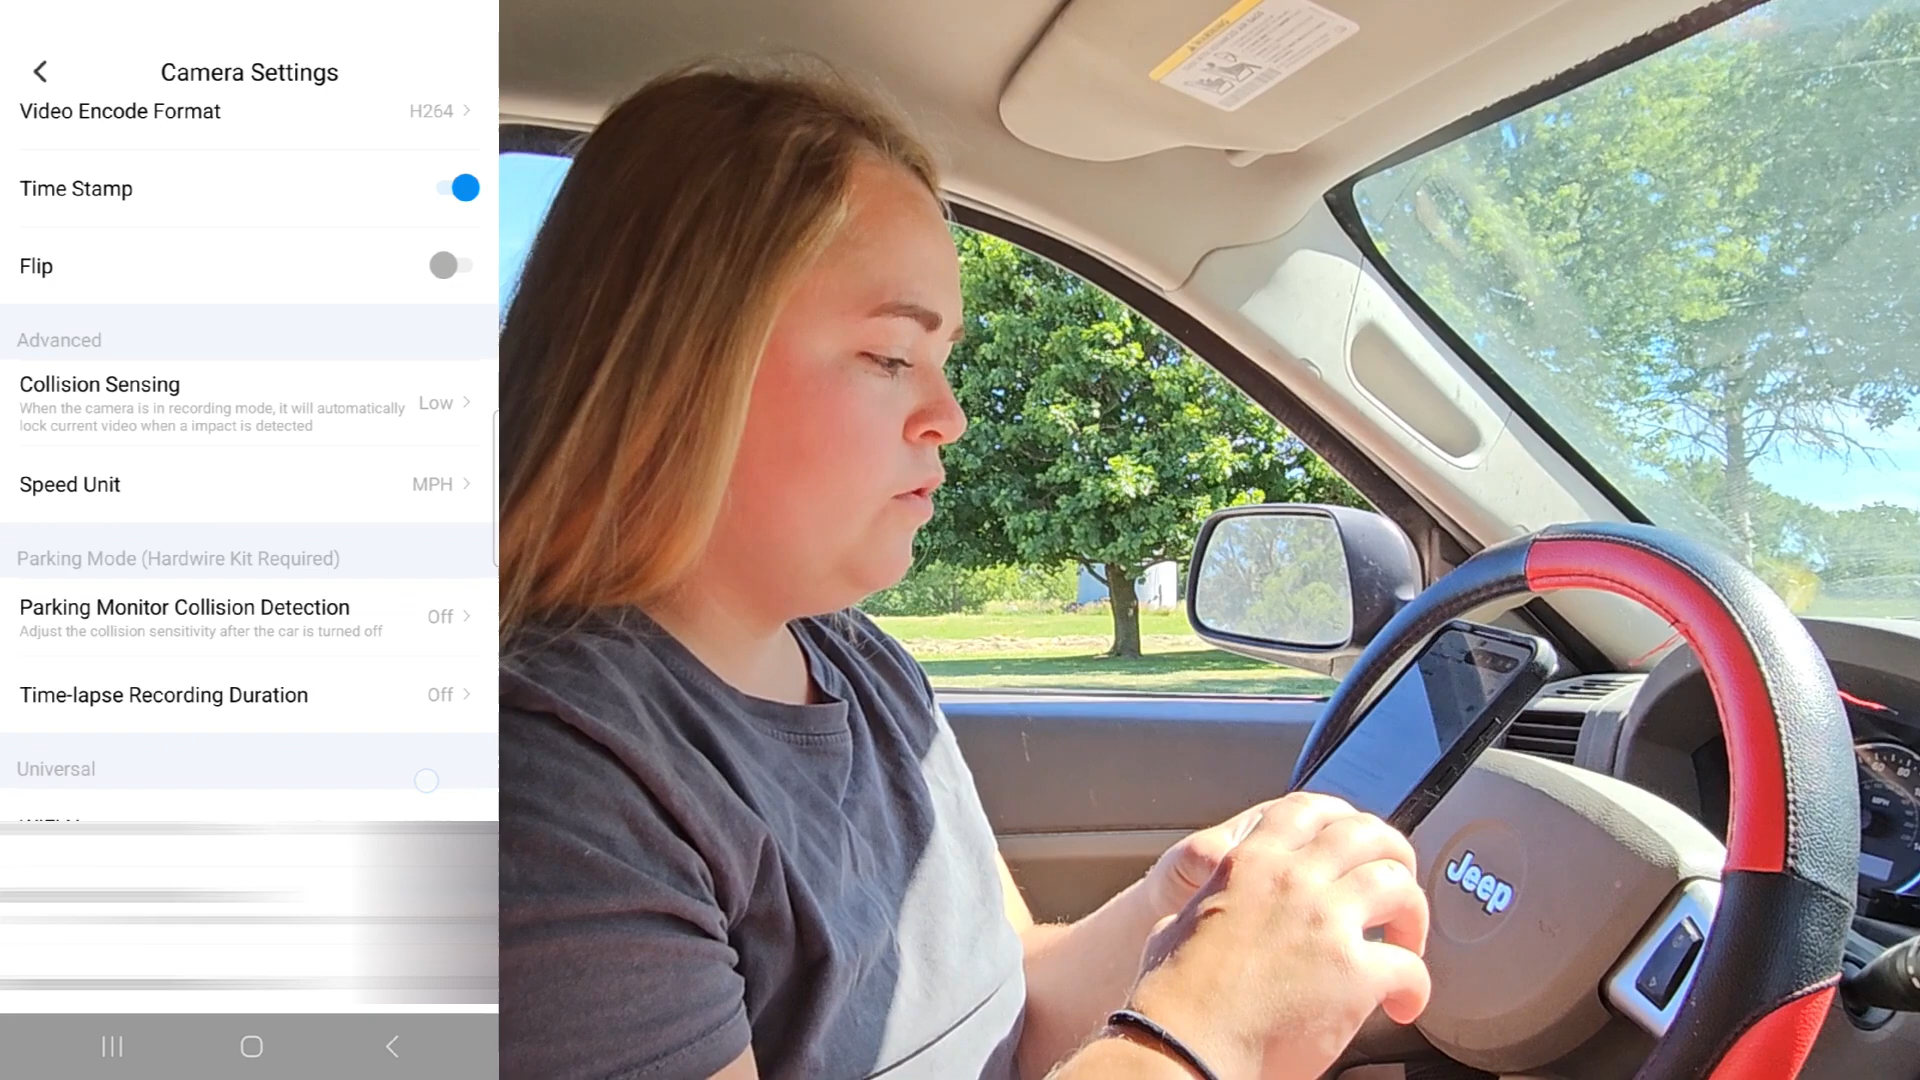 Camera Settings
Video Encode Format H264
Time Stamp
Flip
Advanced
Collision Sensing
When the camera is in recording mode, it will automatically
lock current video when a impact is detected
Low
Speed Unit MPH
Parking Mode (Hardwire Kit Required)
Parking Monitor Collision Detection
Adjust the collision sensitivity after the car is turned off
Off
Time-lapse Recording Duration Off
Universal
WARNING
Jeep
MPH